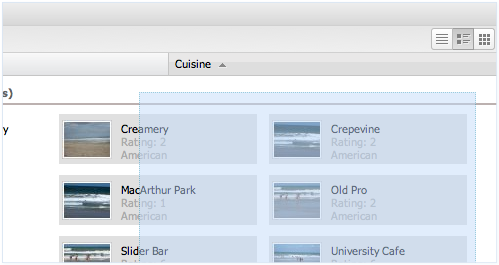 Cuisine
s)
y
Creamery
Rating: 2
American
Crepevine
Rating: 2
American
MacArthur Park
Rating: 1
American
Old Pro
Rating: 2
American
Slider Bar
University Cafe